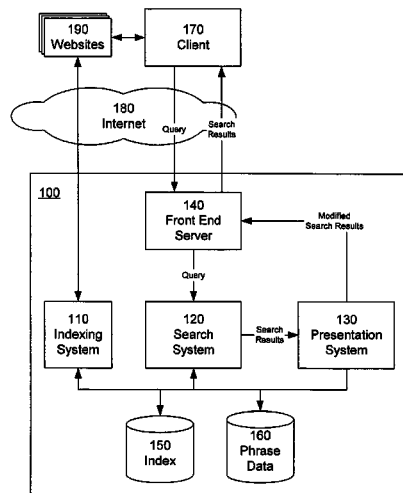 190
Websites
170
Client
180
Internet
Query
Search
Results
100
140
Front End
Server
Modified
Search Results
Query
110
Indexing
System
120
Search
System
Search
Results
130
Presentation
System
150
Index
160
Phrase
Data